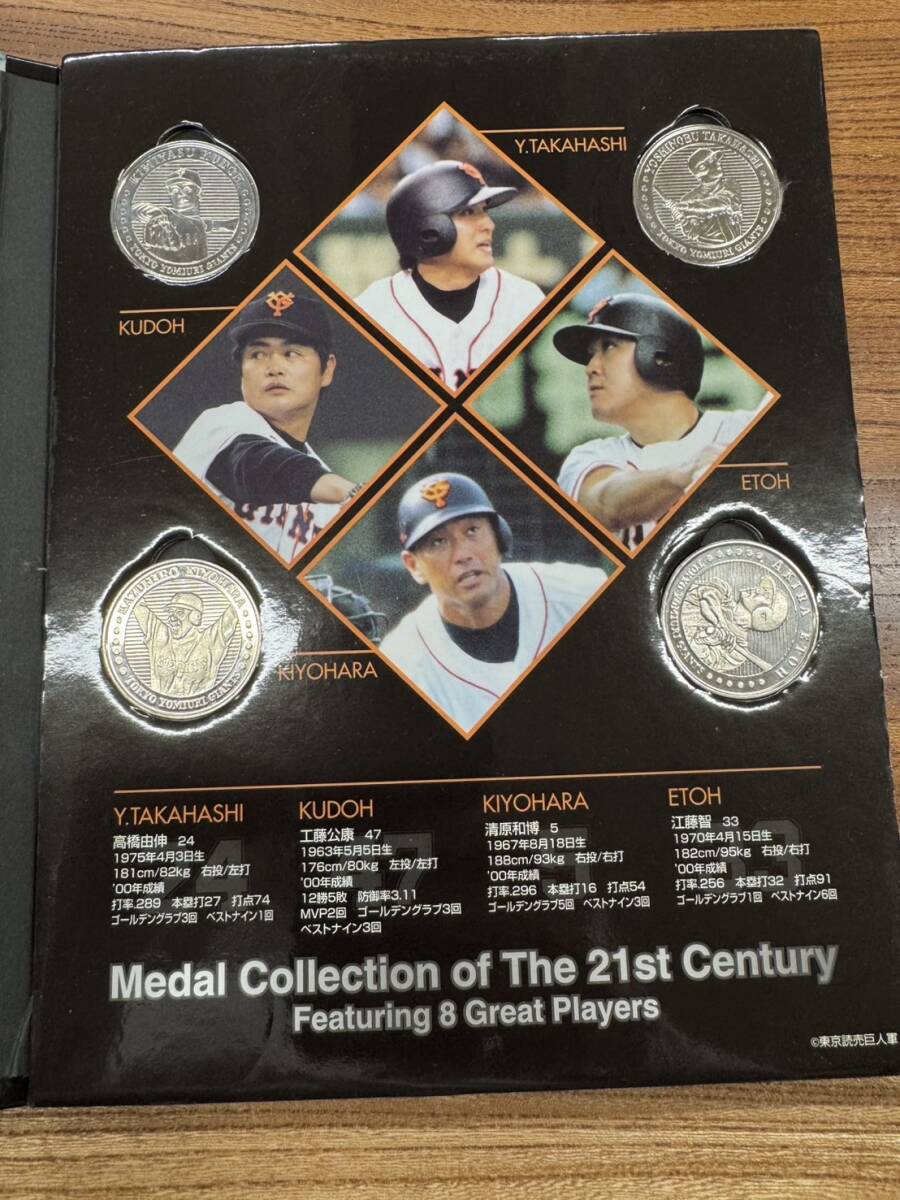 Y.TAKAHASHI
KIMIYASU KUDOH
TOKYO YOMIURI GIANTS
YOSHINOBU TAKAHASHI
TOKYO YOMIURI GIANTS
KUDOH
ETOH
KAZUHIRO KIYOHARA
TOKYO YOMIURI GIANTS
AKIRA ETOH
KIYOHARA
Y.TAKAHASHI
高橋由伸 24
1975年4月3日生
181cm/82kg 右投/左打
'00年成績
打率.289 本塁打27 打点74
ゴールデングラブ3回 ベストナイン1回
KUDOH
工藤公康 47
1963年5月5日生
176cm/80kg 左投/左打
'00年成績
12勝5敗 防御率3.11
MVP2回 ゴールデングラブ3回
ベストナイン3回
KIYOHARA
清原和博 5
1967年8月18日生
188cm/93kg 右投/右打
'00年成績
打率.296 本塁打16 打点54
ゴールデングラブ5回 ベストナイン3回
ETOH
江藤智 33
1970年4月15日生
182cm/95kg 右投/右打
'00年成績
打率.256 本塁打32 打点91
ゴールデングラブ1回 ベストナイン6回
Medal Collection of The 21st Century
Featuring 8 Great Players
©東京読売巨人軍